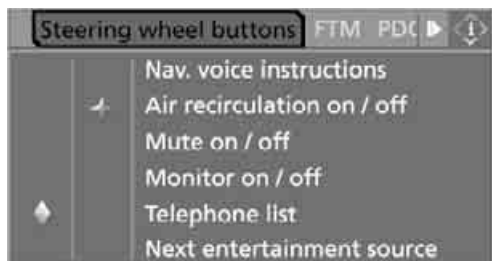 Steering wheel buttons FTM PDC
Nav. voice instructions
Air recirculation on / off
Mute on / off
Monitor on / off
Telephone list
Next entertainment source